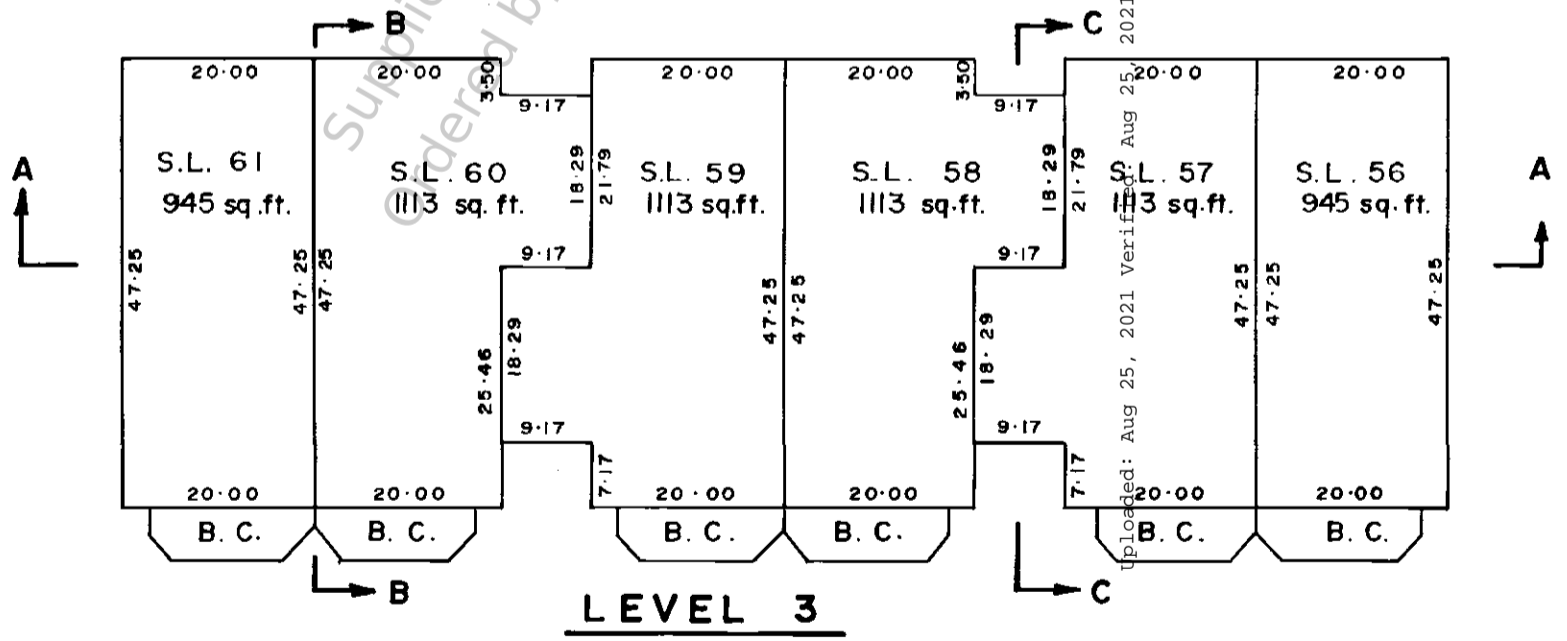 B
C
20·00 20·00 20·00 20·00 20·00 20·00
3·50 3·50
9·17 9·17
A A
S.L. 61 S.L. 60 S.L. 59 S.L. 58 S.L. 57 S.L. 56
945 sq.ft. 1113 sq.ft. 1113 sq.ft. 1113 sq.ft. 1113 sq.ft. 945 sq.ft.
18·29 21·79 18·29 21·79
9·17 9·17
47·25 47·25 47·25 47·25 47·25 47·25 47·25 47·25
25·46 18·29 25·46 18·29
9·17 9·17
7·17 7·17
20·00 20·00 20·00 20·00 20·00 20·00
B. C. B. C. B. C. B. C. B. C. B. C.
B
C
LEVEL 3
Ordered b
Uploaded: Aug 25, 2021 Verified: Aug 25, 2021